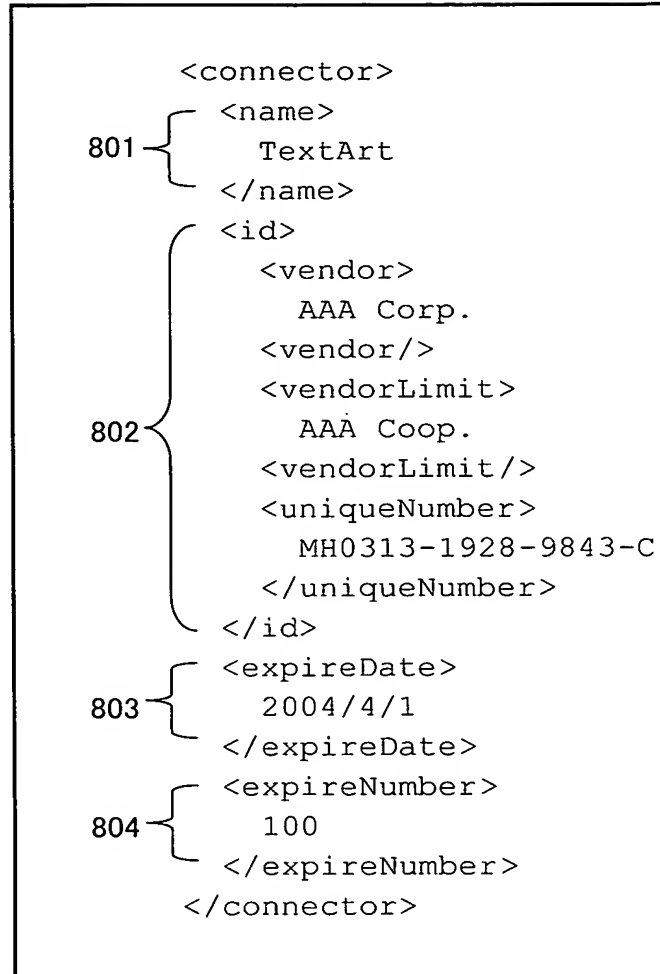 <connector>
<name>
801
TextArt
</name>
<id>
<vendor>
AAA Corp.
<vendor/>
<vendorLimit>
802
AAA Coop.
<vendorLimit/>
<uniqueNumber>
MH0313-1928-9843-C
</uniqueNumber>
</id>
<expireDate>
803
2004/4/1
</expireDate>
<expireNumber>
804
100
</expireNumber>
</connector>